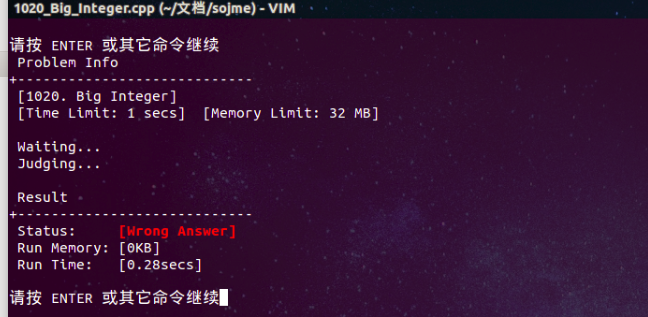 1020_Big_Integer.cpp (~/文档/sojme) - VIM
请按 ENTER 或其它命令继续
Problem Info
+----------------------------
[1020. Big Integer]
[Time Limit: 1 secs]  [Memory Limit: 32 MB]
Waiting...
Judging...
Result
+----------------------------
Status:     [Wrong Answer]
Run Memory: [0KB]
Run Time:   [0.28secs]
请按 ENTER 或其它命令继续